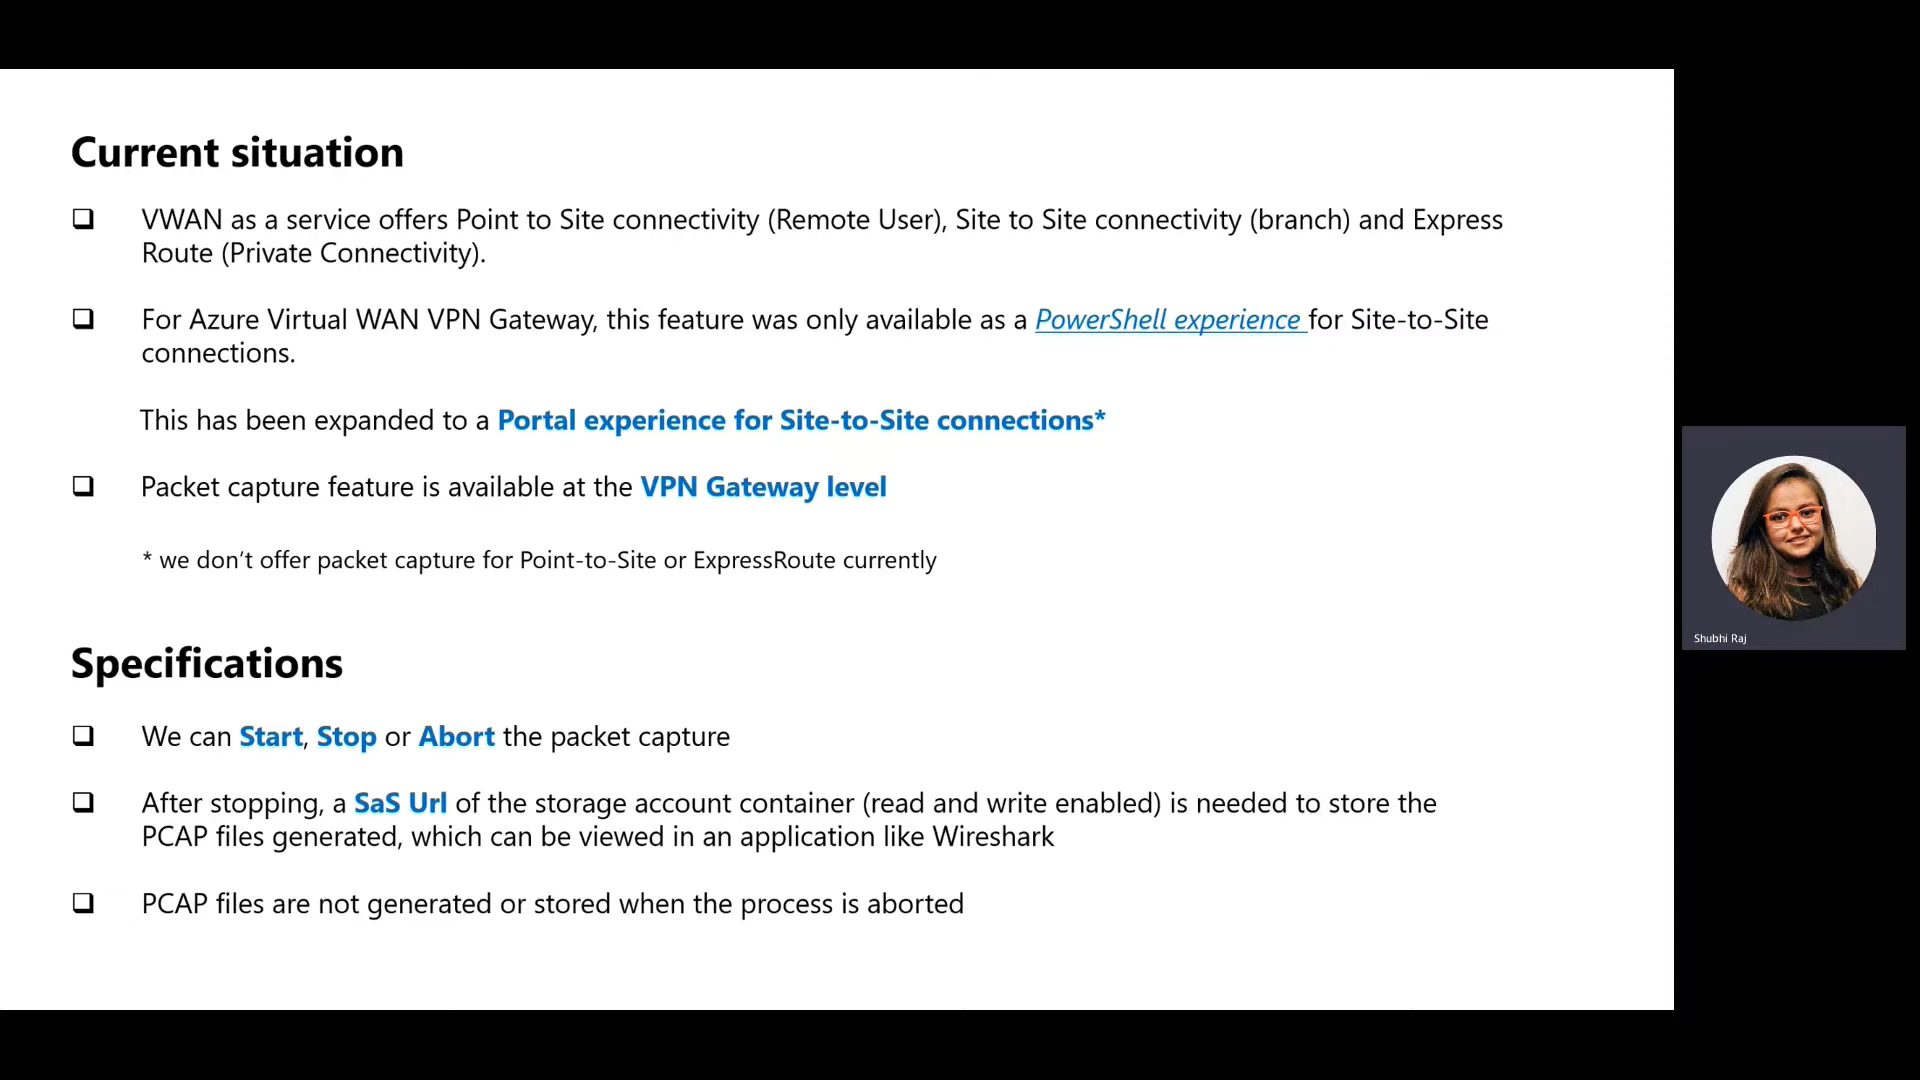 Current situation
❑ VWAN as a service offers Point to Site connectivity (Remote User), Site to Site connectivity (branch) and Express
Route (Private Connectivity).
❑ For Azure Virtual WAN VPN Gateway, this feature was only available as a PowerShell experience for Site-to-Site
connections.
This has been expanded to a Portal experience for Site-to-Site connections*
❑ Packet capture feature is available at the VPN Gateway level
* we don’t offer packet capture for Point-to-Site or ExpressRoute currently
Specifications
❑ We can Start, Stop or Abort the packet capture
❑ After stopping, a SaS Url of the storage account container (read and write enabled) is needed to store the
PCAP files generated, which can be viewed in an application like Wireshark
❑ PCAP files are not generated or stored when the process is aborted
Shubhi Raj